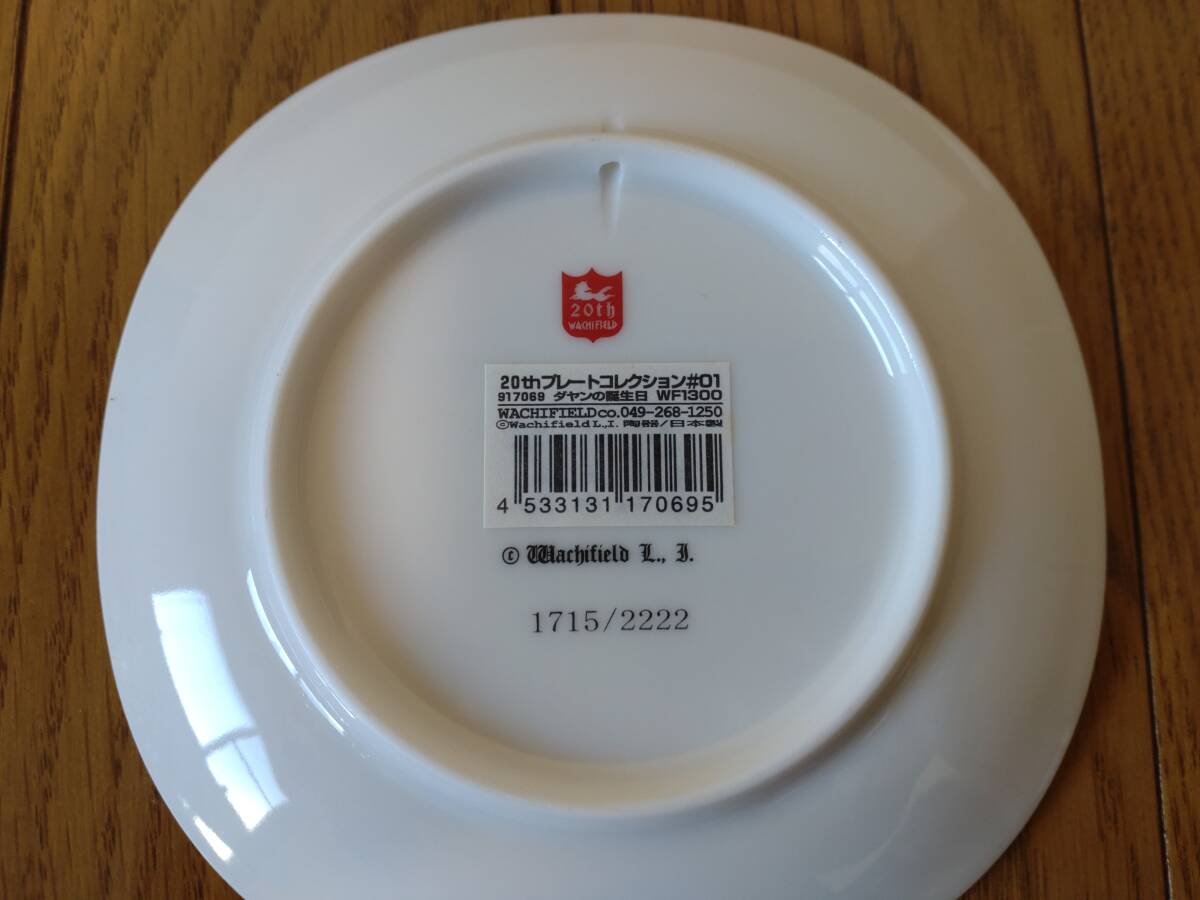 20th
WACHIFIELD
20thプレートコレクション#01
917069 ダヤンの誕生日 WF1300
WACHIFIELDco.049-268-1250
©Wachifield L.,I. 陶器/日本製
4 533131 170695
© Wachifield L., I.
1715/2222